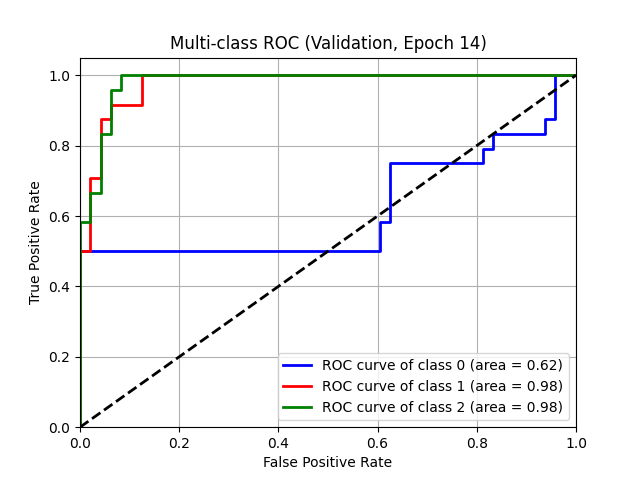 Multi-class ROC (Validation, Epoch 14)
True Positive Rate
1.0
0.8
0.6
0.4
0.2
0.0
ROC curve of class 0 (area = 0.62)
ROC curve of class 1 (area = 0.98)
ROC curve of class 2 (area = 0.98)
0.0 0.2 0.4 0.6 0.8 1.0
False Positive Rate